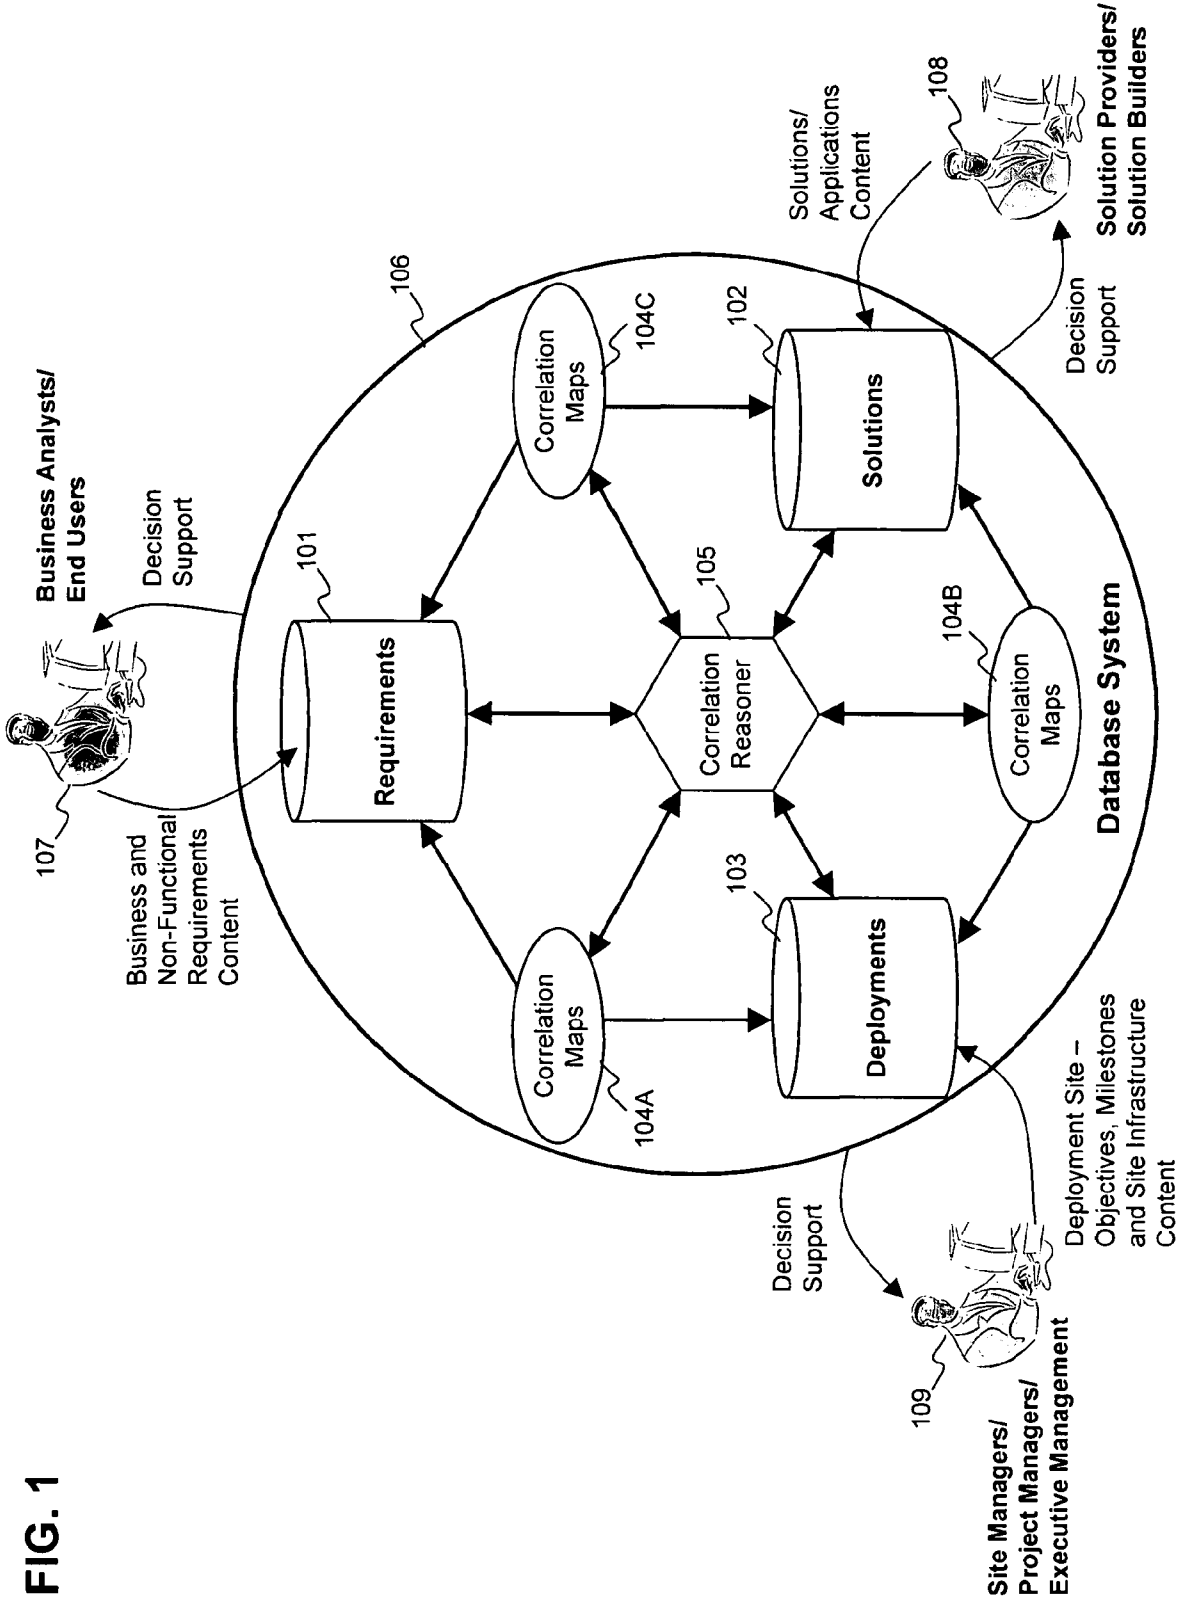 FIG. 1
Business Analysts/
End Users
107
Decision
Support
Business and
Non-Functional
Requirements
Content
106
101
Requirements
Correlation
Maps
104A
Correlation
Maps
104C
Correlation
Reasoner
105
103
Deployments
102
Solutions
Correlation
Maps
104B
Database System
Decision
Support
109
Site Managers/
Project Managers/
Executive Management
Deployment Site –
Objectives, Milestones
and Site Infrastructure
Content
Solutions/
Applications
Content
108
Decision
Support
Solution Providers/
Solution Builders